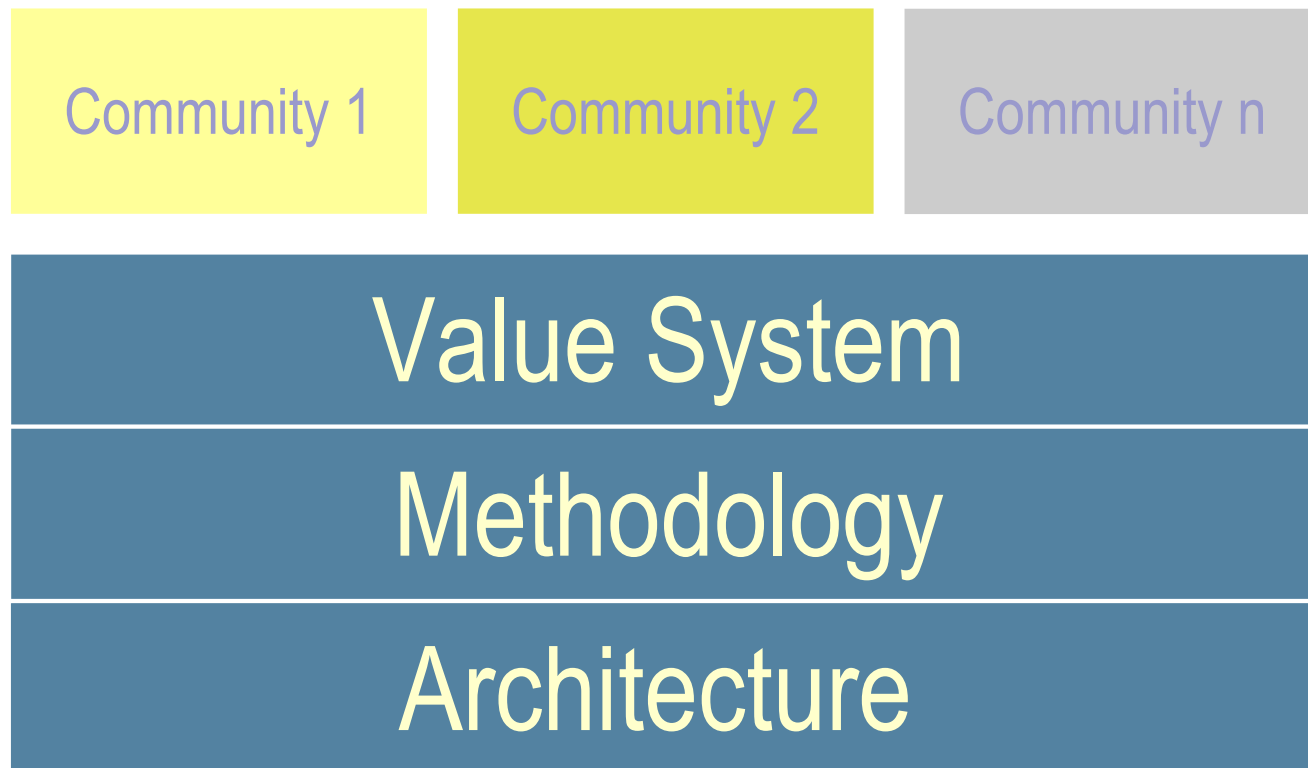 Community 1
Community 2
Community n
Value System
Methodology
Architecture